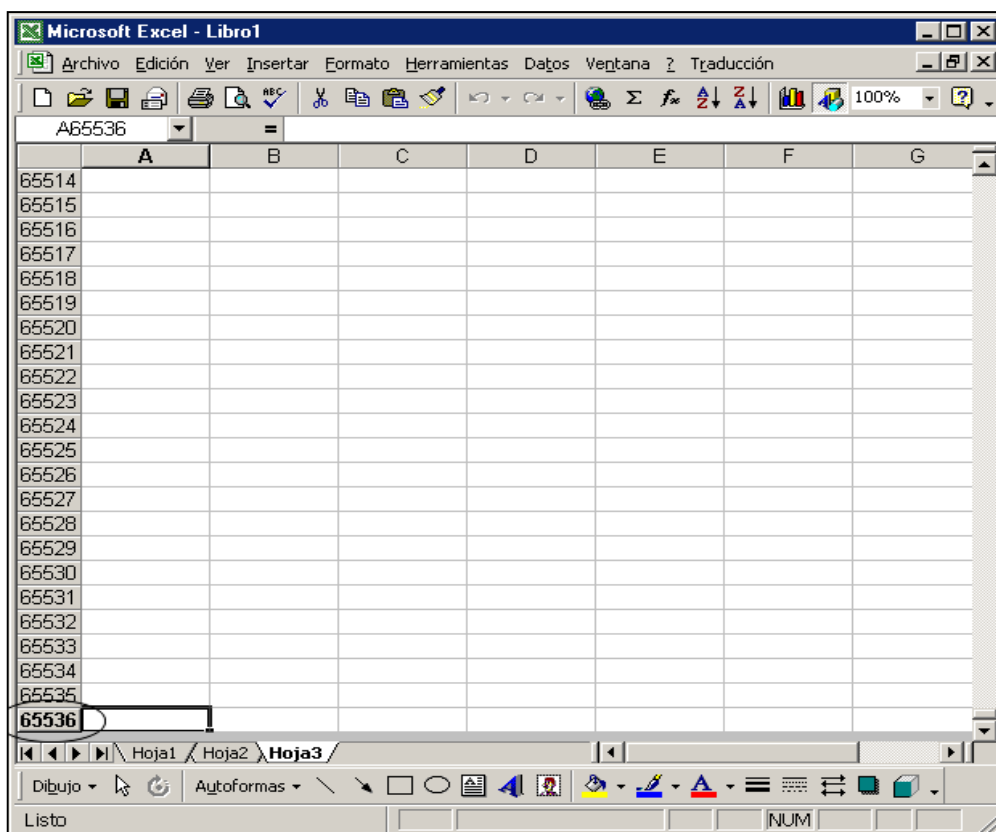 Microsoft Excel - Libro1
Archivo Edición Ver Insertar Formato Herramientas Datos Ventana ? Traducción
ABC Σ fx A Z Z A 100% ?
A65536 =
A B C D E F G
65514
65515
65516
65517
65518
65519
65520
65521
65522
65523
65524
65525
65526
65527
65528
65529
65530
65531
65532
65533
65534
65535
65536
Hoja1 Hoja2 Hoja3
Dibujo Autoformas A A
Listo NUM